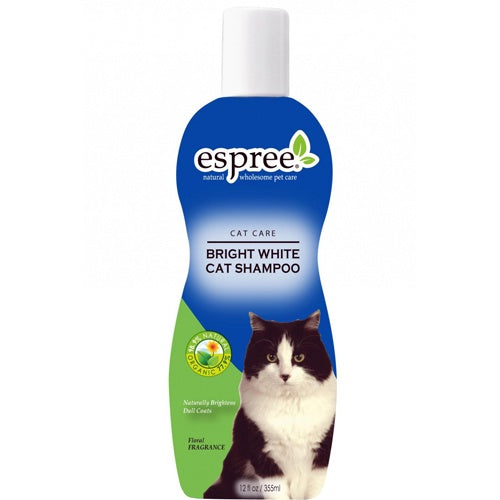 espree®
natural wholesome pet care
CAT CARE
BRIGHT WHITE
CAT SHAMPOO
Naturally Brightens
Dull Coats
Floral
FRAGRANCE
12 fl oz / 355ml